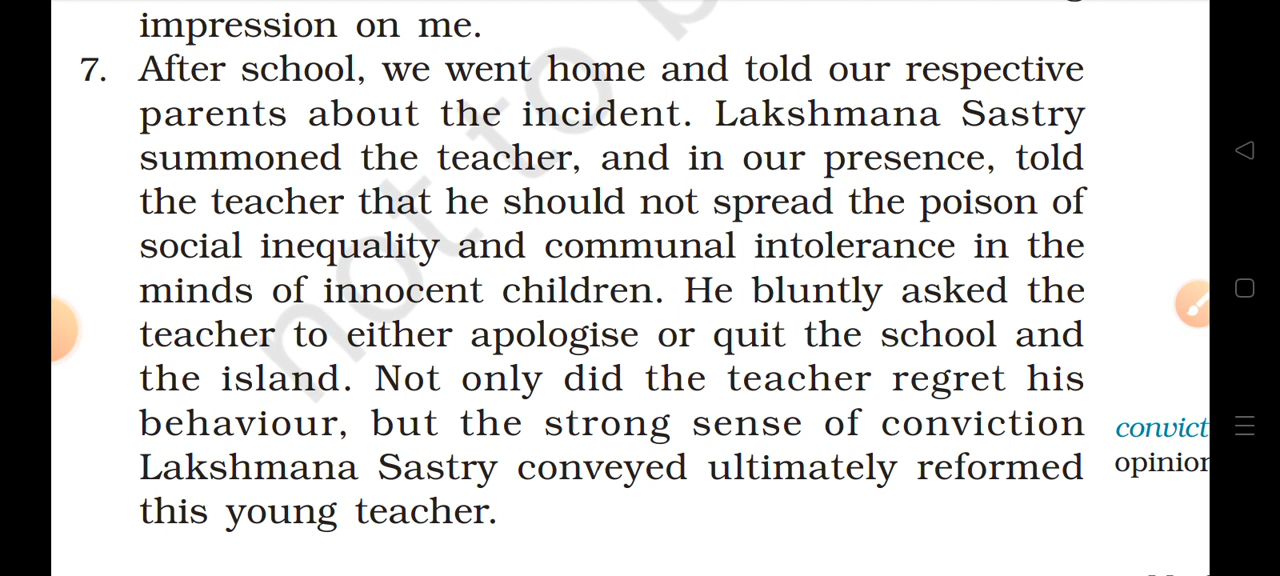 impression on me.
7. After school, we went home and told our respective
parents about the incident. Lakshmana Sastry
summoned the teacher, and in our presence, told
the teacher that he should not spread the poison of
social inequality and communal intolerance in the
minds of innocent children. He bluntly asked the
teacher to either apologise or quit the school and
the island. Not only did the teacher regret his
behaviour, but the strong sense of conviction
convict
Lakshmana Sastry conveyed ultimately reformed
opinion
this young teacher.
not to b